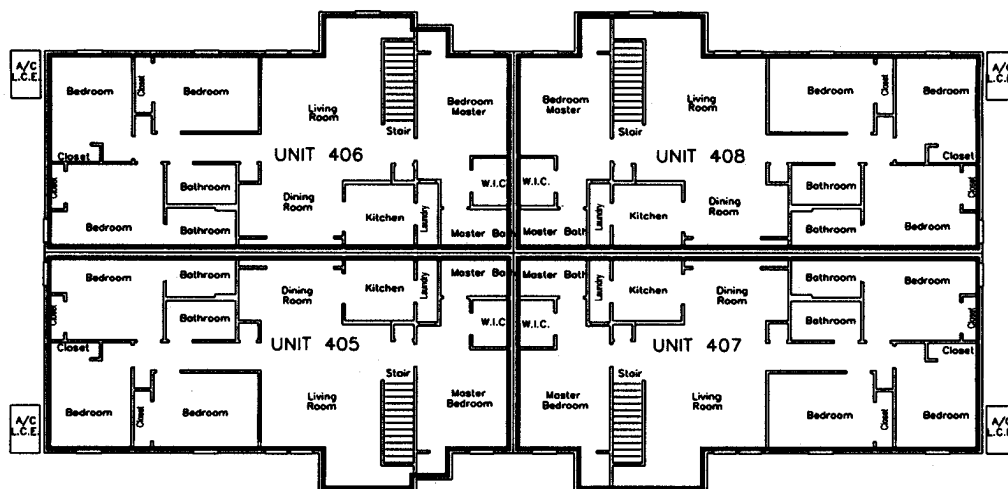 A/C
L.C.E.
Bedroom
Closet
Bedroom
Living
Room
Stair
Bedroom
Master
Closet
UNIT 406
Closet
Bathroom
Bedroom
Bathroom
Dining
Room
Kitchen
Laundry
W.I.C.
Master Bath
Bedroom
Master
Stair
Living
Room
Bedroom
Closet
Bedroom
A/C
L.C.E.
UNIT 408
Closet
Closet
W.I.C.
Laundry
Kitchen
Dining
Room
Bathroom
Bathroom
Bedroom
Master Bath
Bedroom
Bathroom
Dining
Room
Kitchen
Laundry
Master Bath
Closet
Bathroom
W.I.C.
Closet
UNIT 405
Stair
Bedroom
Closet
Bedroom
Living
Room
Master
Bedroom
A/C
L.C.E.
Master Bath
Laundry
Kitchen
Dining
Room
Bathroom
Bedroom
W.I.C.
Bathroom
Closet
UNIT 407
Closet
Stair
Master
Bedroom
Living
Room
Bedroom
Closet
Bedroom
A/C
L.C.E.